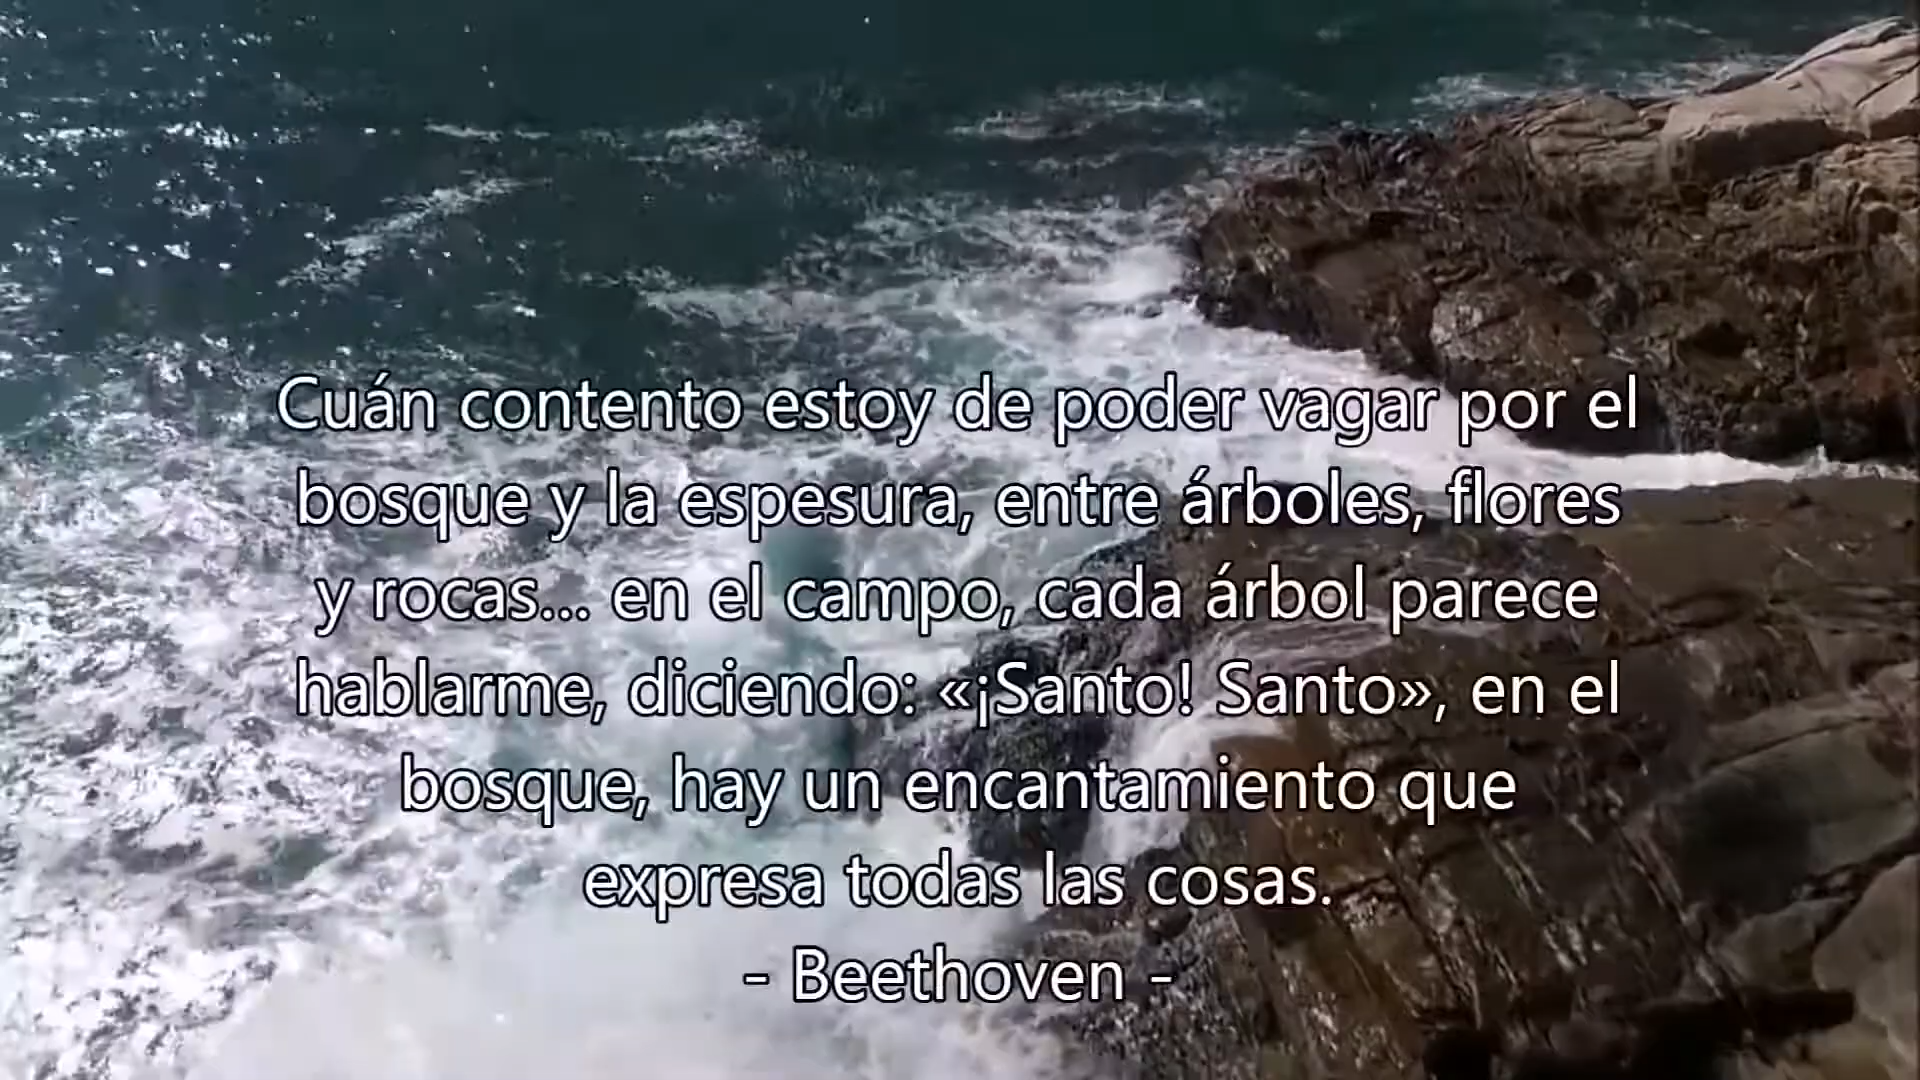 Cuán contento estoy de poder vagar por el
bosque y la espesura, entre árboles, flores
y rocas... en el campo, cada árbol parece
hablarme, diciendo: «¡Santo! Santo», en el
bosque, hay un encantamiento que
expresa todas las cosas.
- Beethoven -